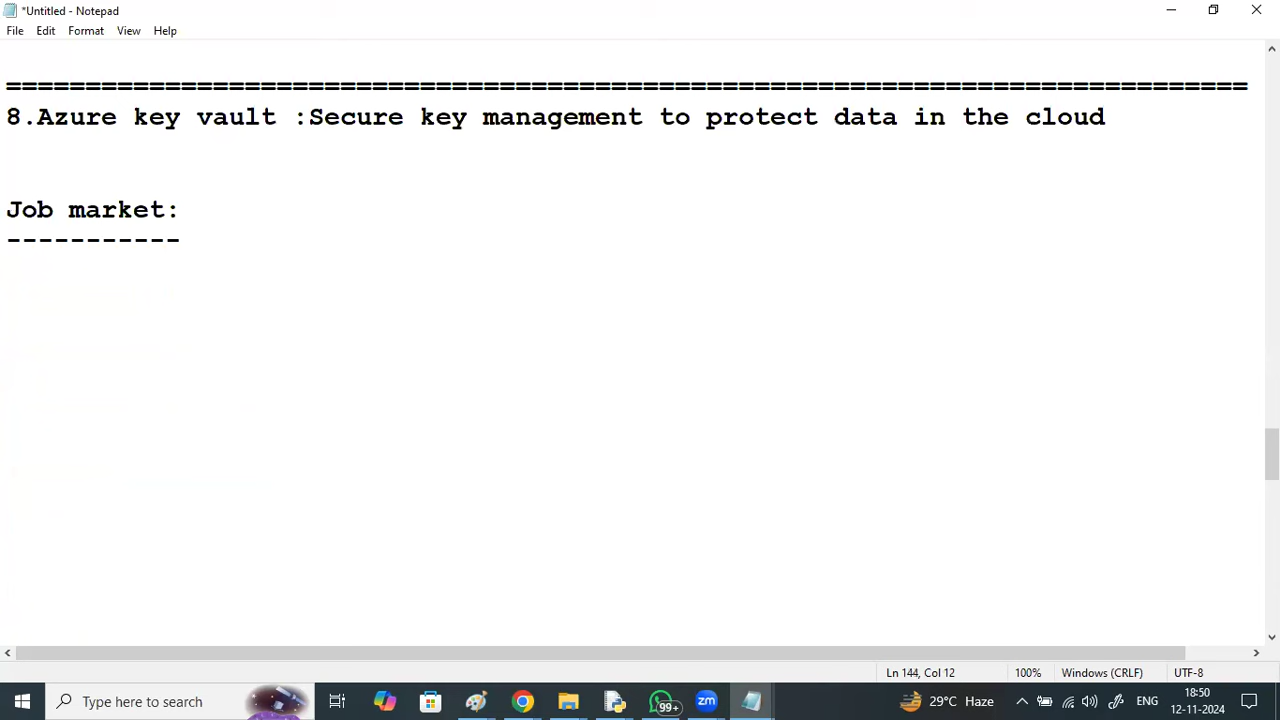 *Untitled - Notepad
File Edit Format View Help
==============================================================================
8.Azure key vault :Secure key management to protect data in the cloud
Job market:
-----------
Ln 144, Col 12 100% Windows (CRLF) UTF-8
Type here to search
99+
zm
29°C Haze
ENG
18:50
12-11-2024